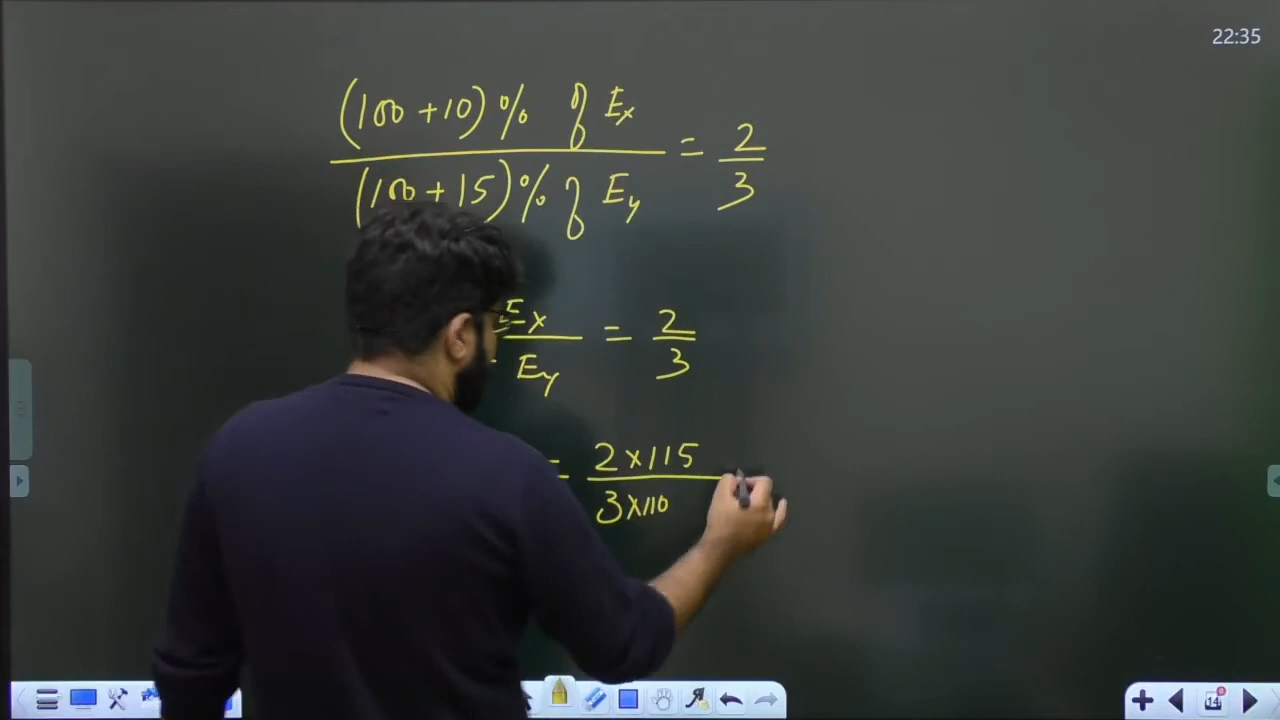 22:35
(100 + 10) % of Ex
(100 + 15) % of Ey
= 2
3
Ex
Ey
= 2
3
= 2 x 115
3 x 110
14